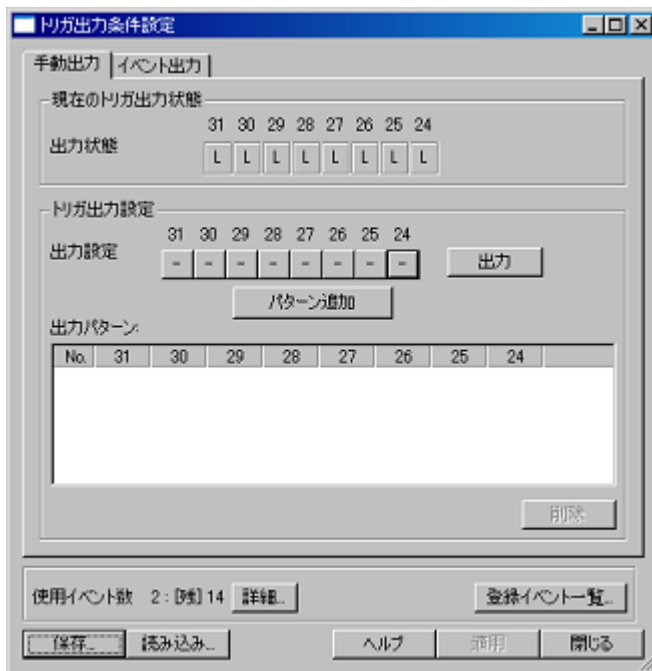 トリガ出力条件設定
手動出力 イベント出力
現在のトリガ出力状態
31 30 29 28 27 26 25 24
出力状態 L L L L L L L L
トリガ出力設定
31 30 29 28 27 26 25 24
出力設定 - - - - - - - - 出力
パターン追加
出力パターン:
No. 31 30 29 28 27 26 25 24
削除
使用イベント数 2 : [残] 14 詳細... 登録イベント一覧...
保存... 読み込み... ヘルプ 適用 閉じる